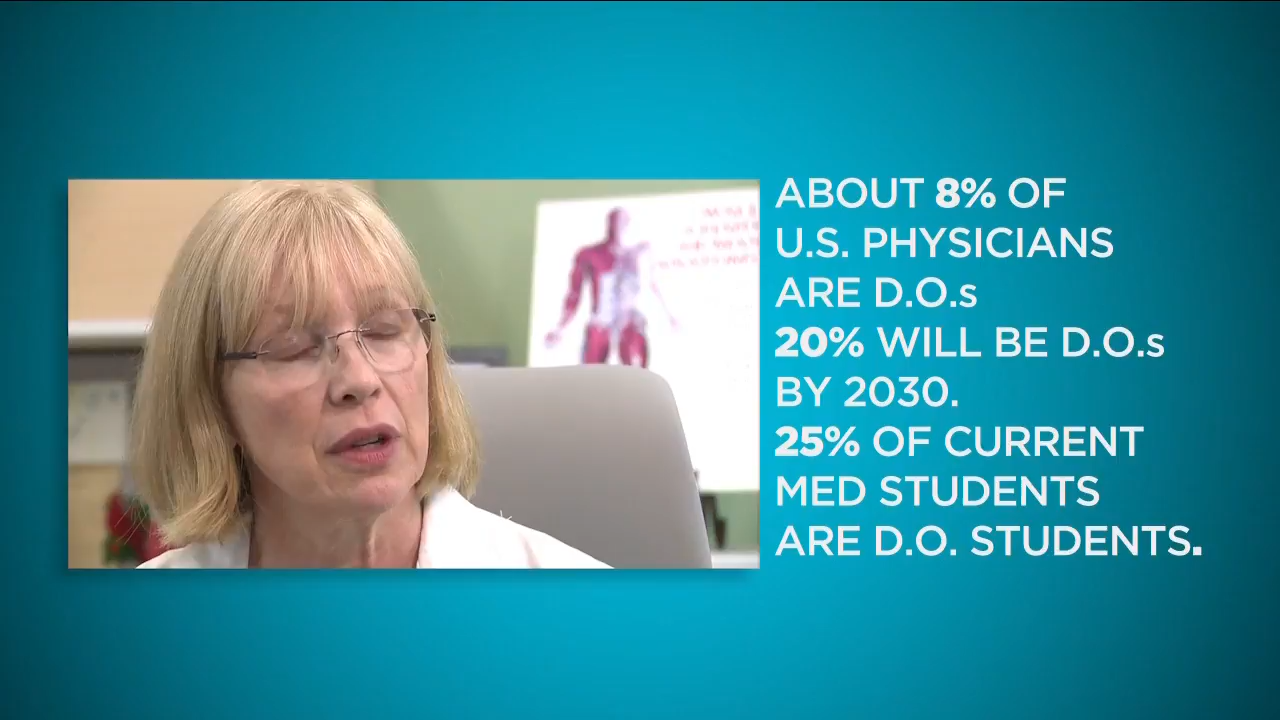 ABOUT 8% OF
U.S. PHYSICIANS
ARE D.O.s
20% WILL BE D.O.s
BY 2030.
25% OF CURRENT
MED STUDENTS
ARE D.O. STUDENTS.